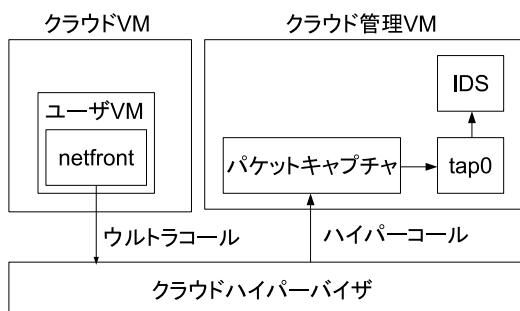 クラウドVM
クラウド管理VM
IDS
ユーザVM
netfront
パケットキャプチャ
tap0
ウルトラコール
ハイパーコール
クラウドハイパーバイザ